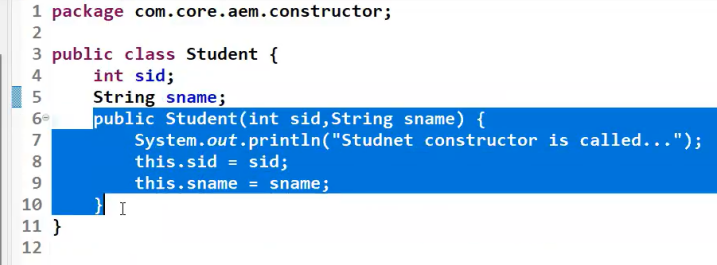 1 package com.core.aem.constructor;
2
3 public class Student {
4     int sid;
5     String sname;
6     public Student(int sid,String sname) {
7         System.out.println("Studnet constructor is called...");
8         this.sid = sid;
9         this.sname = sname;
10     }
11 }
12